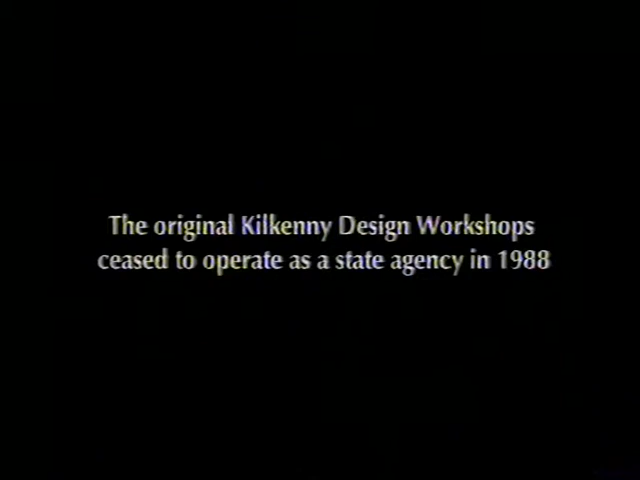 The original Kilkenny Design Workshops
ceased to operate as a state agency in 1988